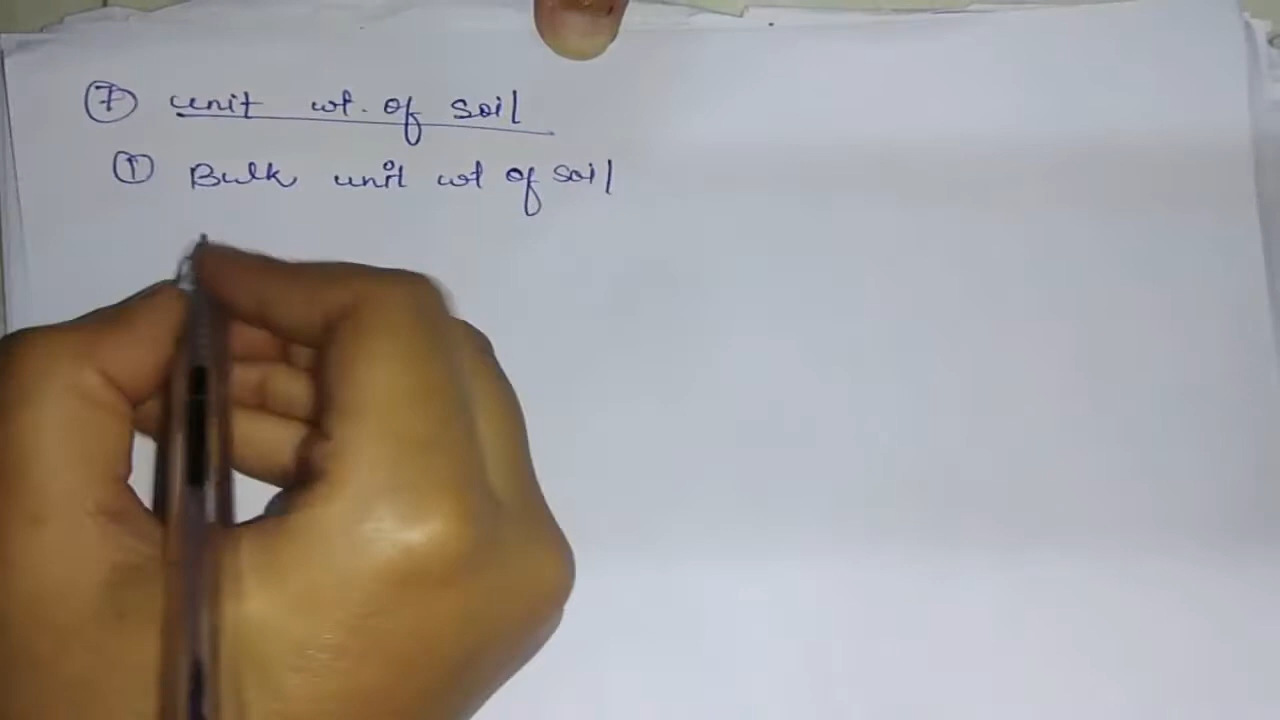 ⑦ unit wt. of soil
① Bulk unit wt of soil